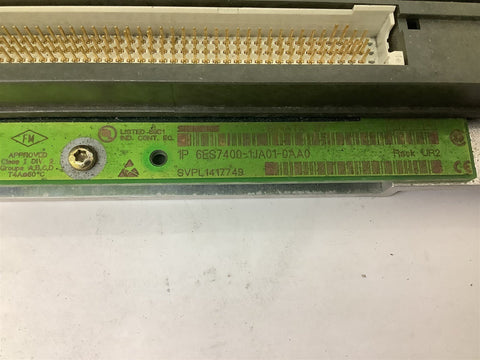 FM
APPROVED
Class I DIV 2
Groups A,B,C,D
T4A@60°C
LISTED
IND. CONT. EQ.
SIEMENS
1P 6ES7400-1JA01-0AA0
Rack UR2
SVPL1417749